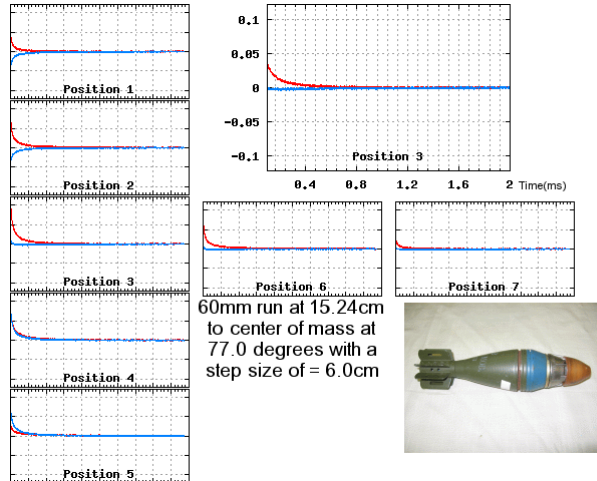 Position 1
Position 2
Position 3
Position 4
Position 5
0.1
0.05
0
-0.05
-0.1
Position 3
0.4 0.8 1.2 1.6 2 Time(ms)
Position 6
Position 7
60mm run at 15.24cm
to center of mass at
77.0 degrees with a
step size of = 6.0cm